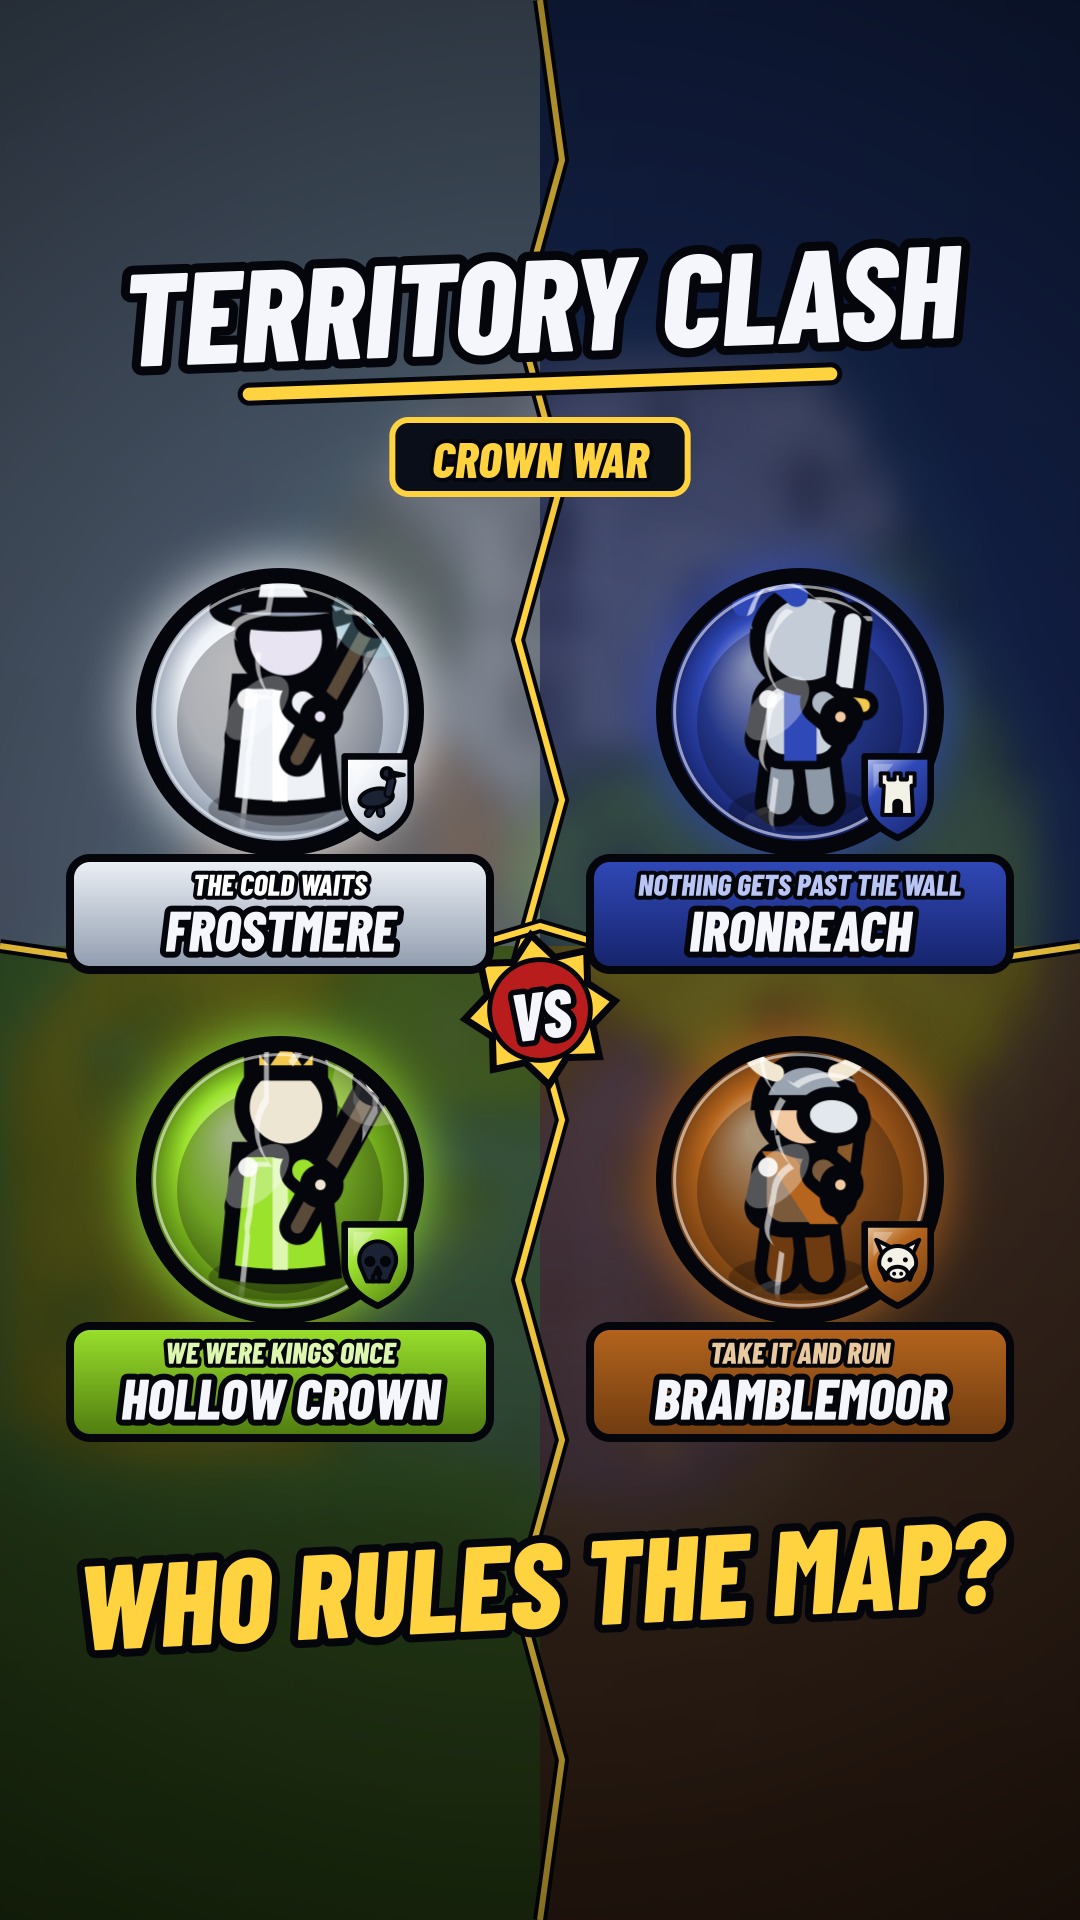 TERRITORY CLASH
CROWN WAR
THE COLD WAITS
FROSTMERE
NOTHING GETS PAST THE WALL
IRONREACH
VS
WE WERE KINGS ONCE
HOLLOW CROWN
TAKE IT AND RUN
BRAMBLEMOOR
WHO RULES THE MAP?